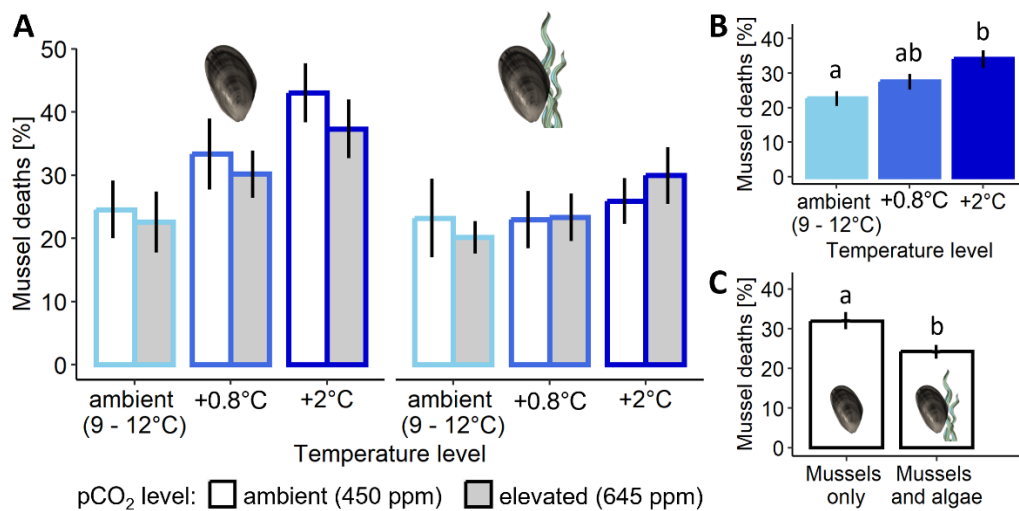 A
Mussel deaths [%]
50
40
30
20
10
0
ambient
(9 - 12°C)
+0.8°C
+2°C
ambient
(9 - 12°C)
+0.8°C
+2°C
Temperature level
pCO₂ level: ambient (450 ppm) elevated (645 ppm)
B
Mussel deaths [%]
40
30
20
10
0
a
ab
b
ambient
(9 - 12°C)
+0.8°C
+2°C
Temperature level
C
Mussel deaths [%]
40
30
20
10
0
a
b
Mussels
only
Mussels
and algae